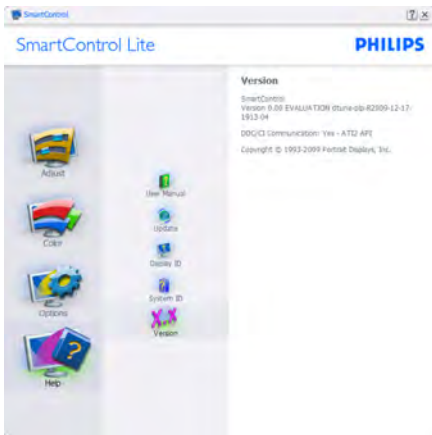 SmartControl
SmartControl Lite
PHILIPS
Adjust
Color
Options
Help
User Manual
Update
Display ID
System ID
Version
Version
SmartControl
DDC/CI Communication: Yes - ATI2 API
Copyright © 1993-2009 Portrait Displays, Inc.